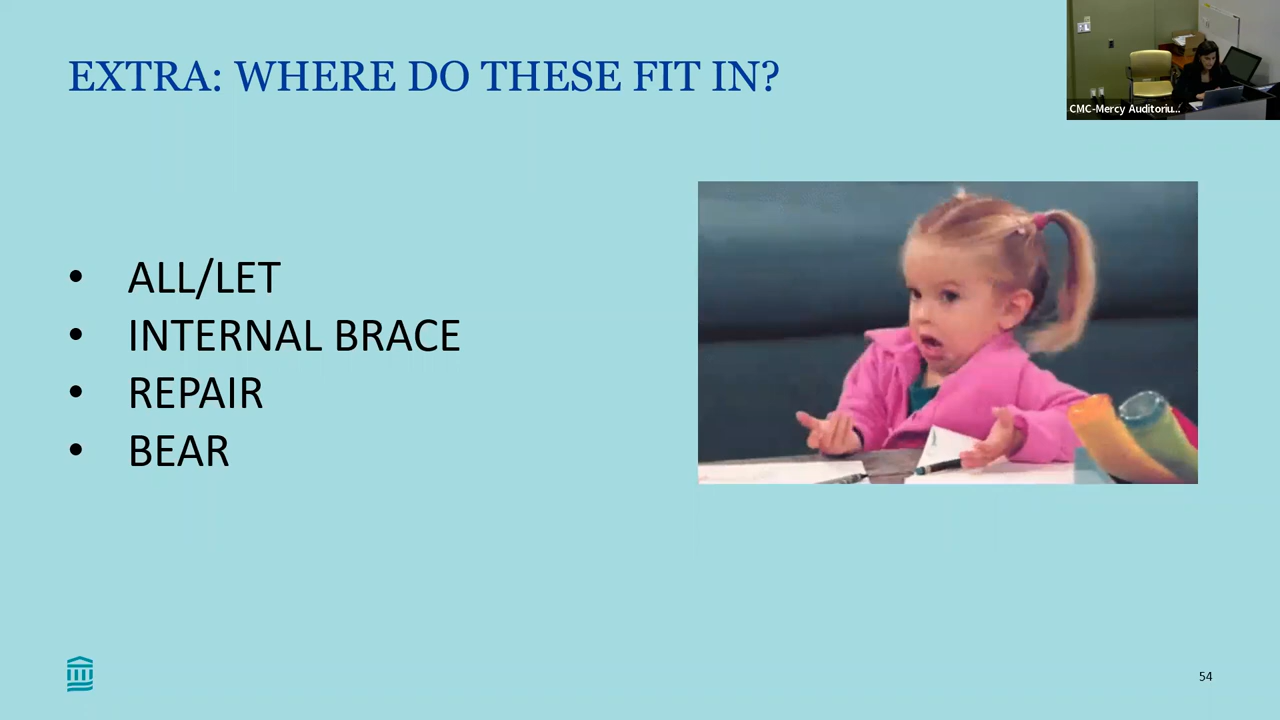 EXTRA: WHERE DO THESE FIT IN?
CMC-Mercy Auditoriu...
• ALL/LET
• INTERNAL BRACE
• REPAIR
• BEAR
54